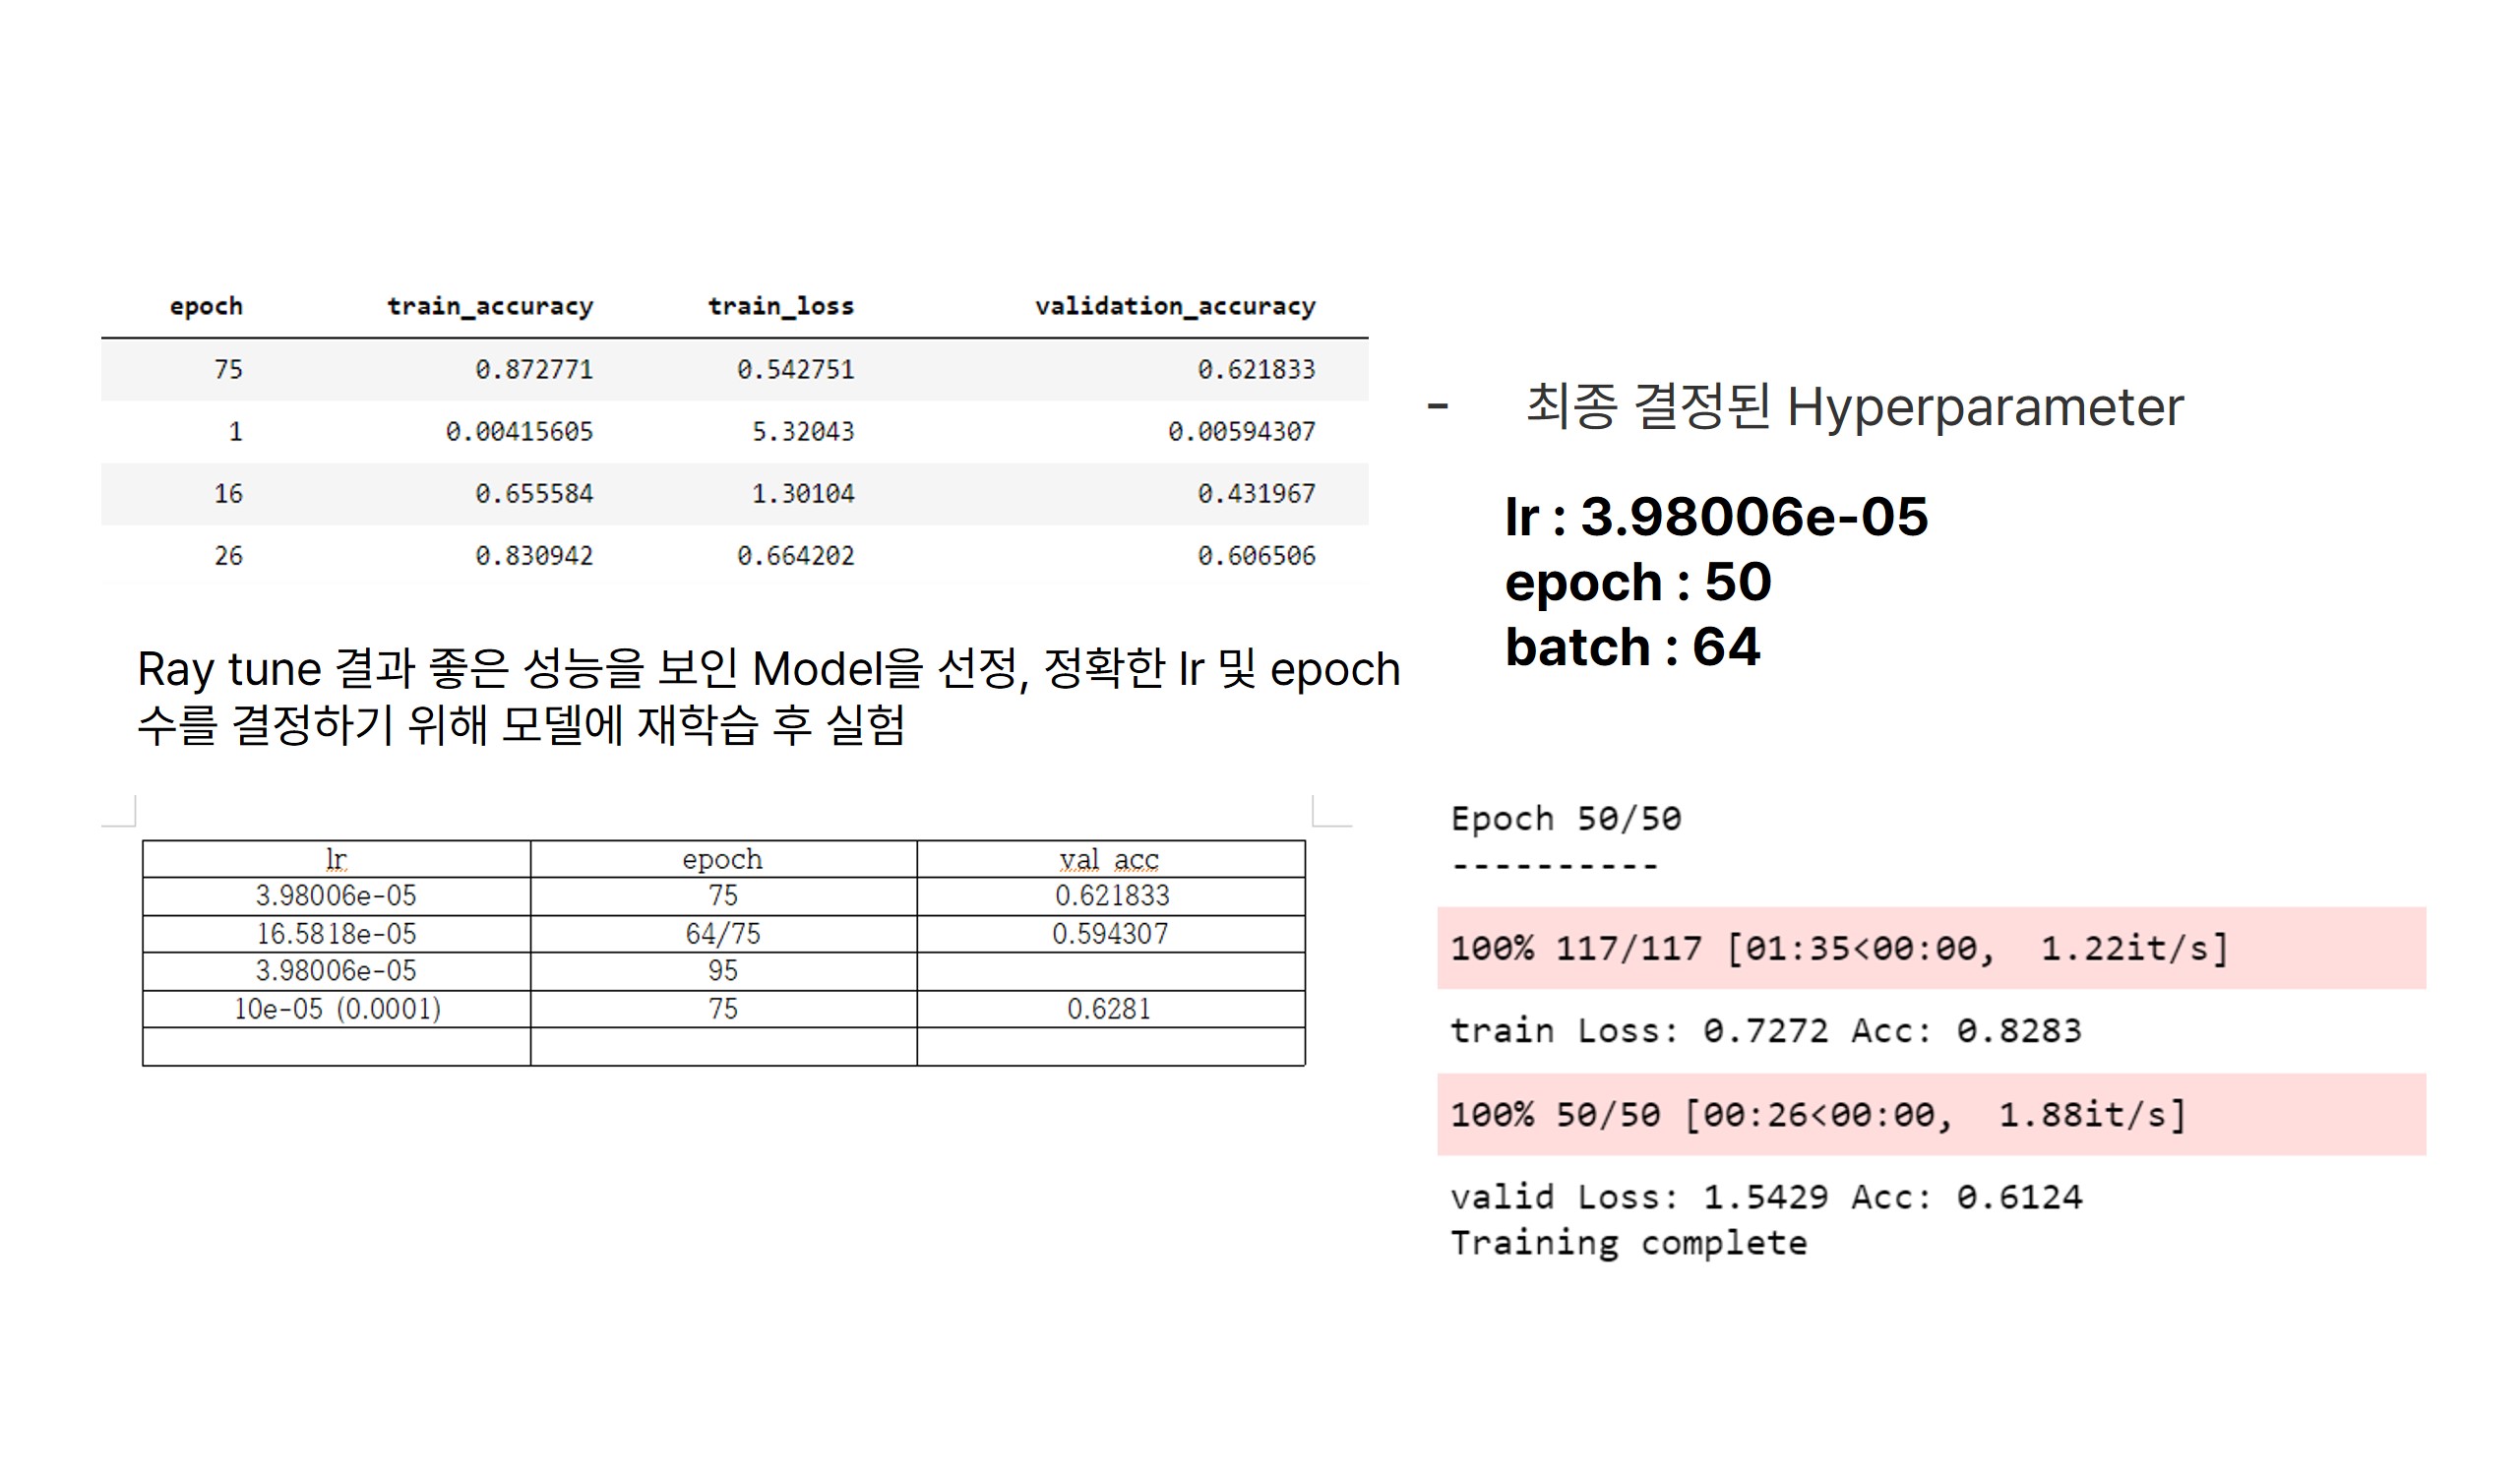 epoch train_accuracy train_loss validation_accuracy
75 0.872771 0.542751 0.621833
1 0.00415605 5.32043 0.00594307
16 0.655584 1.30104 0.431967
26 0.830942 0.664202 0.606506
Ray tune 결과 좋은 성능을 보인 Model을 선정, 정확한 lr 및 epoch
수를 결정하기 위해 모델에 재학습 후 실험
lr epoch val acc
3.98006e-05 75 0.621833
16.5818e-05 64/75 0.594307
3.98006e-05 95
10e-05 (0.0001) 75 0.6281
- 최종 결정된 Hyperparameter
lr : 3.98006e-05
epoch : 50
batch : 64
Epoch 50/50
----------
100% 117/117 [01:35<00:00, 1.22it/s]
train Loss: 0.7272 Acc: 0.8283
100% 50/50 [00:26<00:00, 1.88it/s]
valid Loss: 1.5429 Acc: 0.6124
Training complete